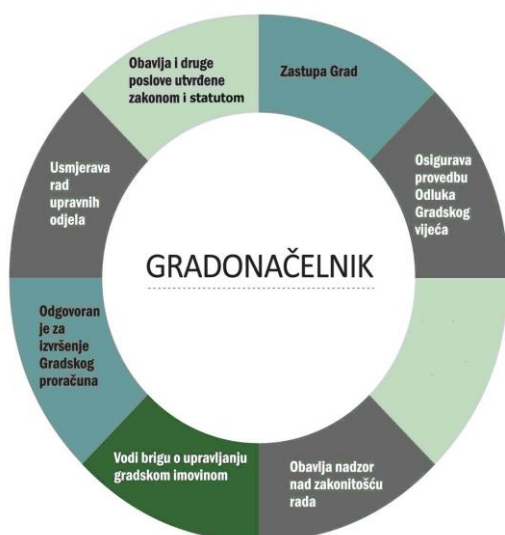 Obavlja i druge
poslove utvrđene
zakonom i statutom
Zastupa Grad
Osigurava
provedbu
Odluka
Gradskog
vijeća
Usmjerava
rad
upravnih
odjela
GRADONAČELNIK
Odgovoran
je za
izvršenje
Gradskog
proračuna
Vodi brigu o upravljanju
gradskom imovinom
Obavlja nadzor
nad zakonitošću
rada